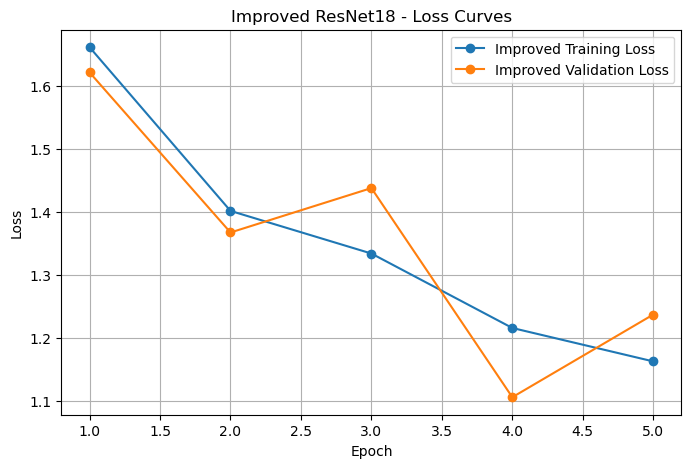 Improved ResNet18 - Loss Curves
Improved Training Loss
Improved Validation Loss
Loss
1.6
1.5
1.4
1.3
1.2
1.1
1.0 1.5 2.0 2.5 3.0 3.5 4.0 4.5 5.0
Epoch